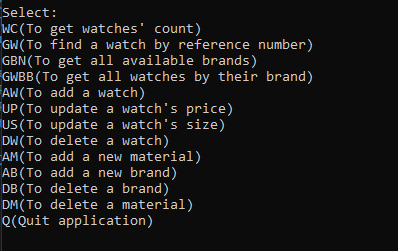 Select:
WC(To get watches' count)
GW(To find a watch by reference number)
GBN(To get all available brands)
GWBB(To get all watches by their brand)
AW(To add a watch)
UP(To update a watch's price)
US(To update a watch's size)
DW(To delete a watch)
AM(To add a new material)
AB(To add a new brand)
DB(To delete a brand)
DM(To delete a material)
Q(Quit application)